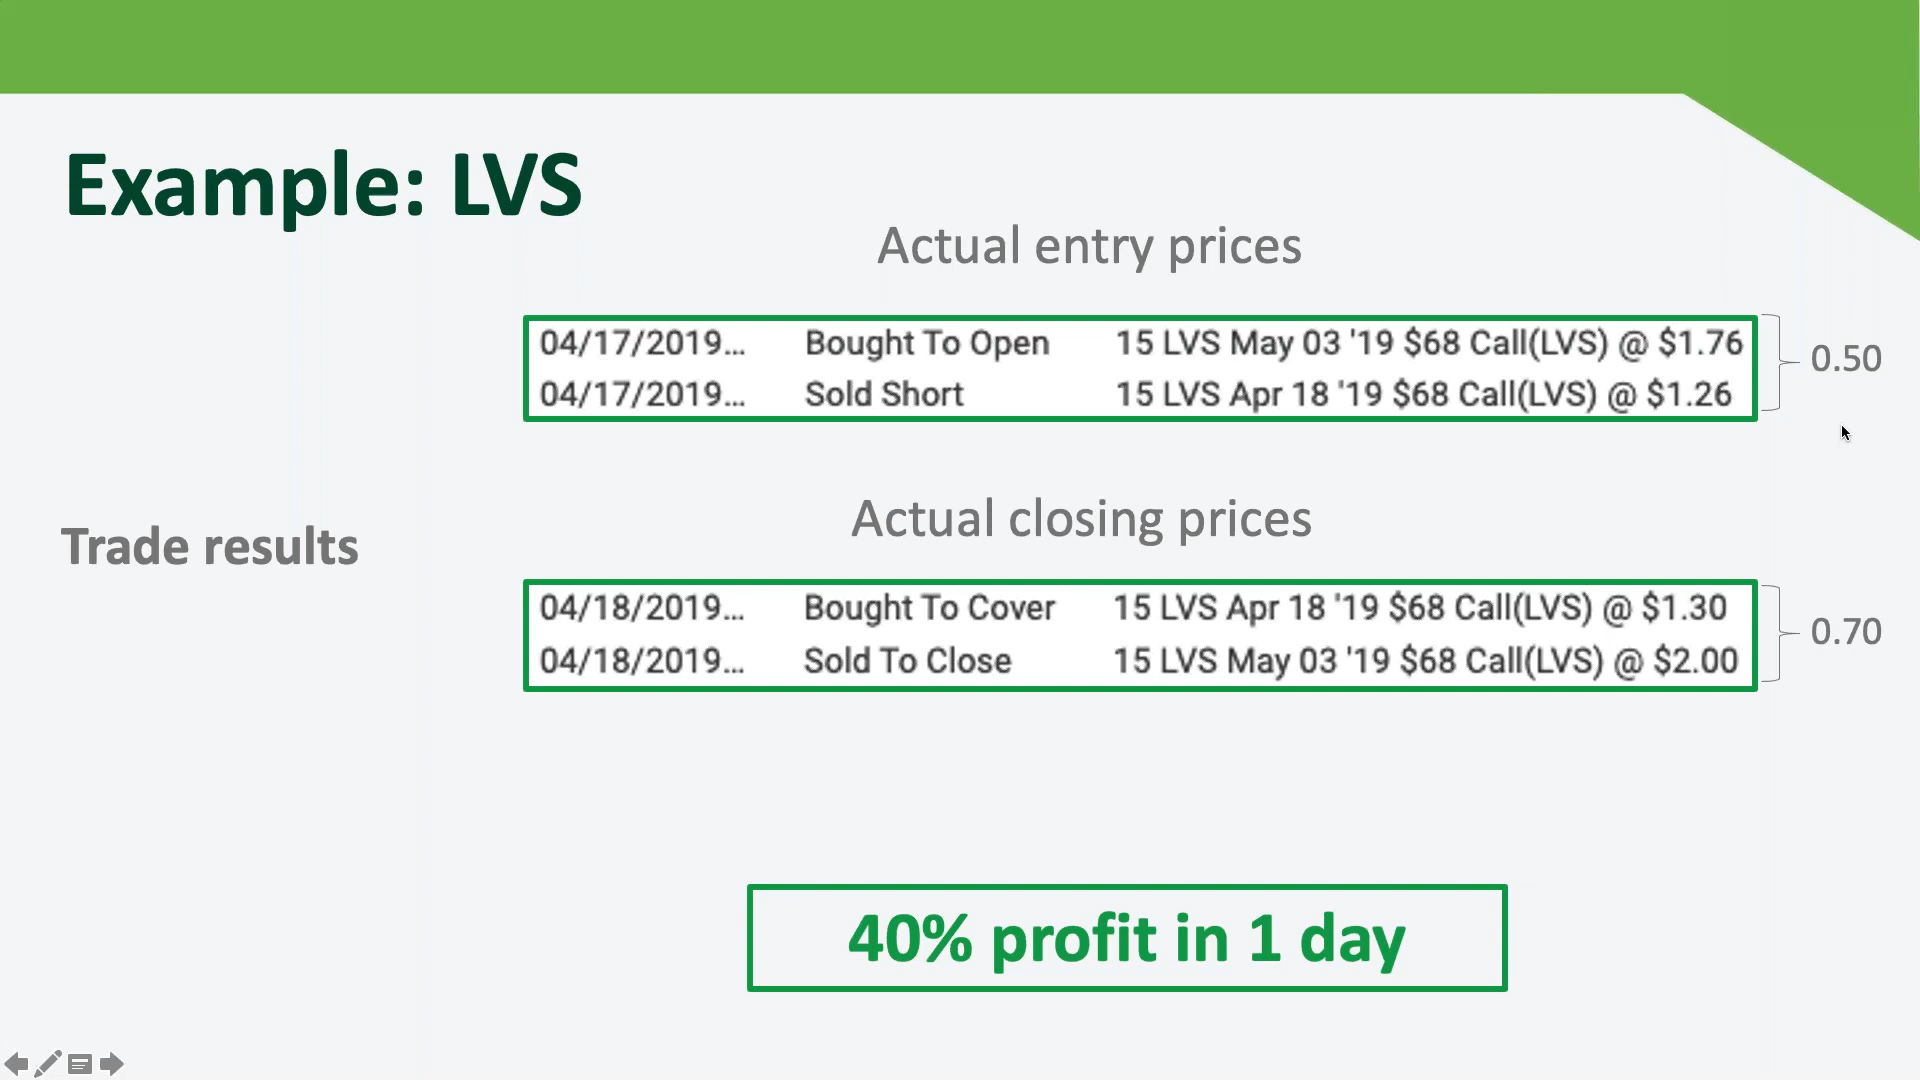 Example: LVS
Actual entry prices
04/17/2019... Bought To Open 15 LVS May 03 '19 $68 Call(LVS) @ $1.76
04/17/2019... Sold Short 15 LVS Apr 18 '19 $68 Call(LVS) @ $1.26
0.50
Actual closing prices
Trade results
04/18/2019... Bought To Cover 15 LVS Apr 18 '19 $68 Call(LVS) @ $1.30
04/18/2019... Sold To Close 15 LVS May 03 '19 $68 Call(LVS) @ $2.00
0.70
40% profit in 1 day